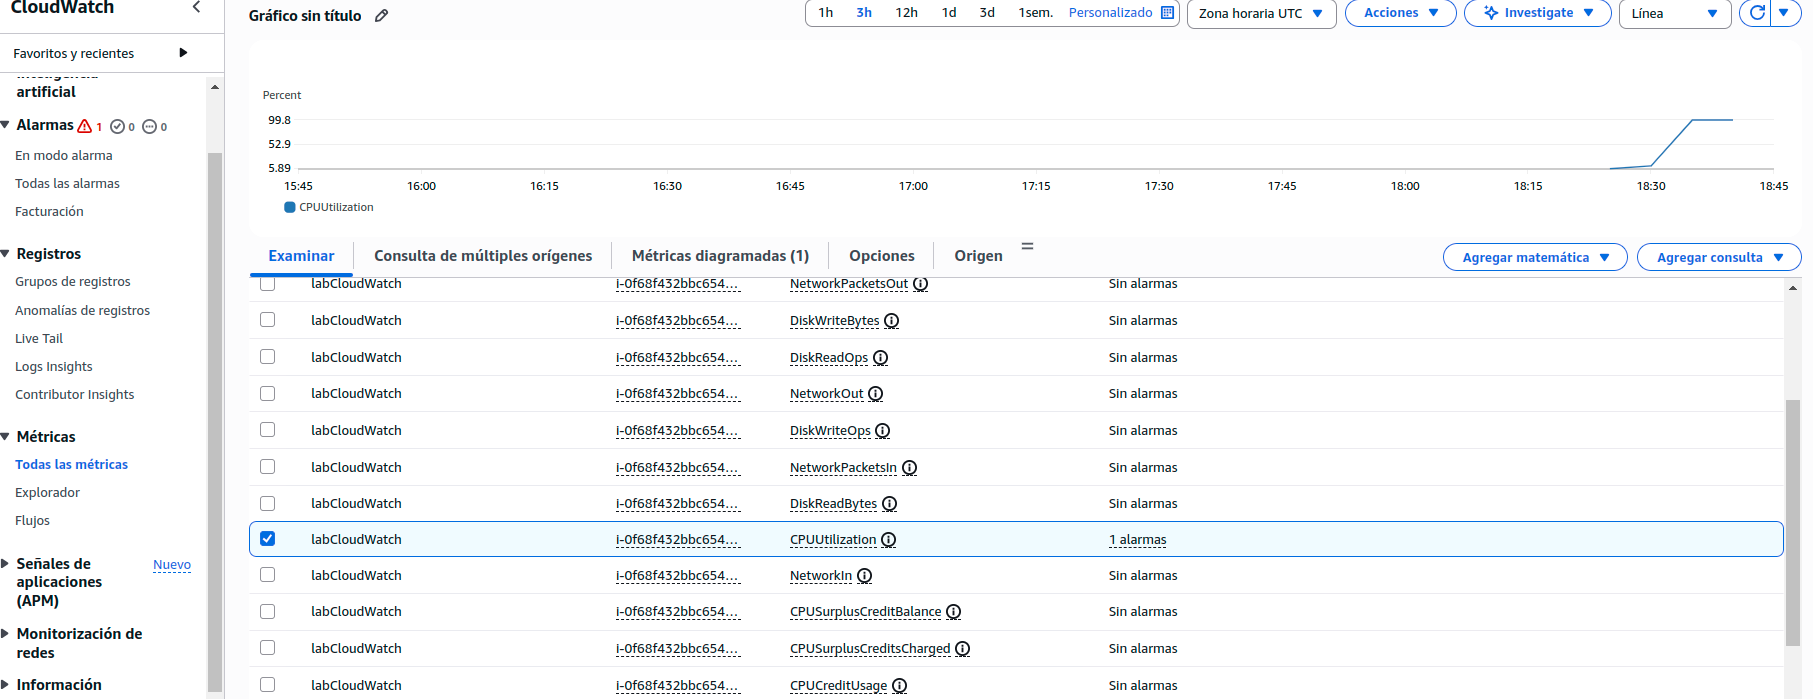 CloudWatch
Favoritos y recientes
inteligencia
artificial
Alarmas 1 0 0
En modo alarma
Todas las alarmas
Facturación
Registros
Grupos de registros
Anomalías de registros
Live Tail
Logs Insights
Contributor Insights
Métricas
Todas las métricas
Explorador
Flujos
Señales de aplicaciones (APM) Nuevo
Monitorización de redes
Información
Gráfico sin título
1h 3h 12h 1d 3d 1sem. Personalizado Zona horaria UTC Acciones Investigate Línea
Percent
99.8
52.9
5.89
15:45 16:00 16:15 16:30 16:45 17:00 17:15 17:30 17:45 18:00 18:15 18:30 18:45
CPUUtilization
Examinar Consulta de múltiples orígenes Métricas diagramadas (1) Opciones Origen Agregar matemática Agregar consulta
labCloudWatch i-0f68f432bbc654... NetworkPacketsOut Sin alarmas
labCloudWatch i-0f68f432bbc654... DiskWriteBytes Sin alarmas
labCloudWatch i-0f68f432bbc654... DiskReadOps Sin alarmas
labCloudWatch i-0f68f432bbc654... NetworkOut Sin alarmas
labCloudWatch i-0f68f432bbc654... DiskWriteOps Sin alarmas
labCloudWatch i-0f68f432bbc654... NetworkPacketsIn Sin alarmas
labCloudWatch i-0f68f432bbc654... DiskReadBytes Sin alarmas
labCloudWatch i-0f68f432bbc654... CPUUtilization 1 alarmas
labCloudWatch i-0f68f432bbc654... NetworkIn Sin alarmas
labCloudWatch i-0f68f432bbc654... CPUSurplusCreditBalance Sin alarmas
labCloudWatch i-0f68f432bbc654... CPUSurplusCreditsCharged Sin alarmas
labCloudWatch i-0f68f432bbc654... CPUCreditUsage Sin alarmas